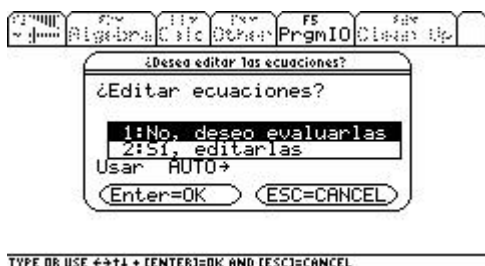 Algebra Calc Other PrgmIO Clean Up
F5
¿Desea editar las ecuaciones?
¿Editar ecuaciones?
1:No, deseo evaluarlas
2:Sí, editarlas
Usar AUTO→
Enter=OK ESC=CANCEL
TYPE OR USE ←→↑↓ + [ENTER]=OK AND [ESC]=CANCEL